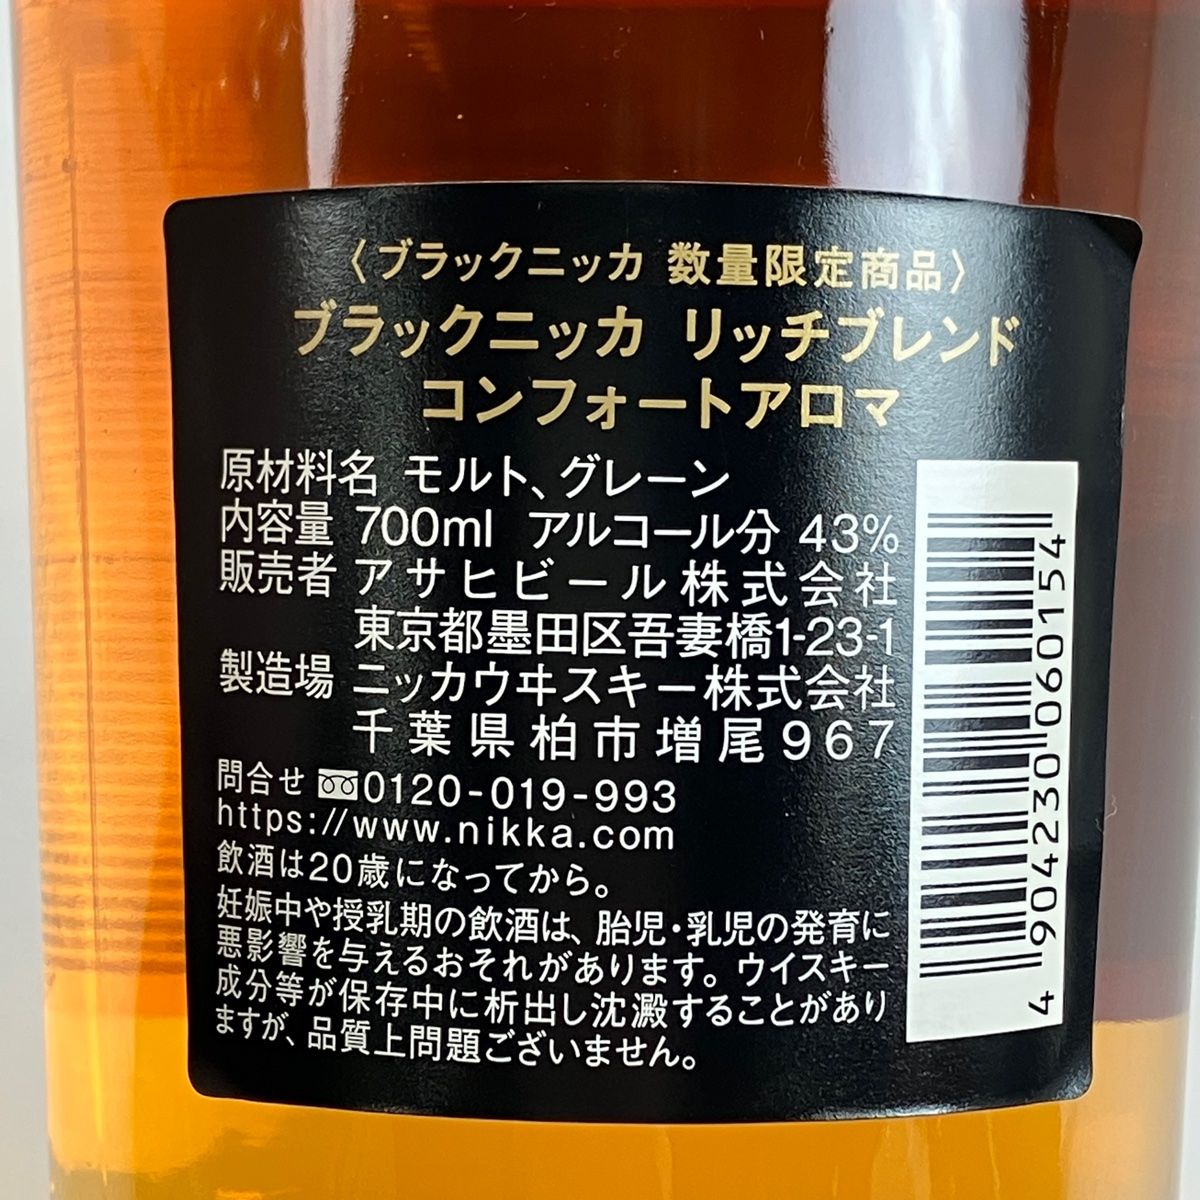 〈ブラックニッカ 数量限定商品〉
ブラックニッカ リッチブレンド
コンフォートアロマ
原材料名 モルト、グレーン
内容量 700ml アルコール分 43%
販売者 アサヒビール株式会社
東京都墨田区吾妻橋1-23-1
製造場 ニッカウヰスキー株式会社
千葉県柏市増尾967
問合せ 0120-019-993
https://www.nikka.com
飲酒は20歳になってから。
妊娠中や授乳期の飲酒は、胎児・乳児の発育に
悪影響を与えるおそれがあります。ウイスキー
成分等が保存中に析出し沈澱することがあり
ますが、品質上問題ございません。
4 904230 060154